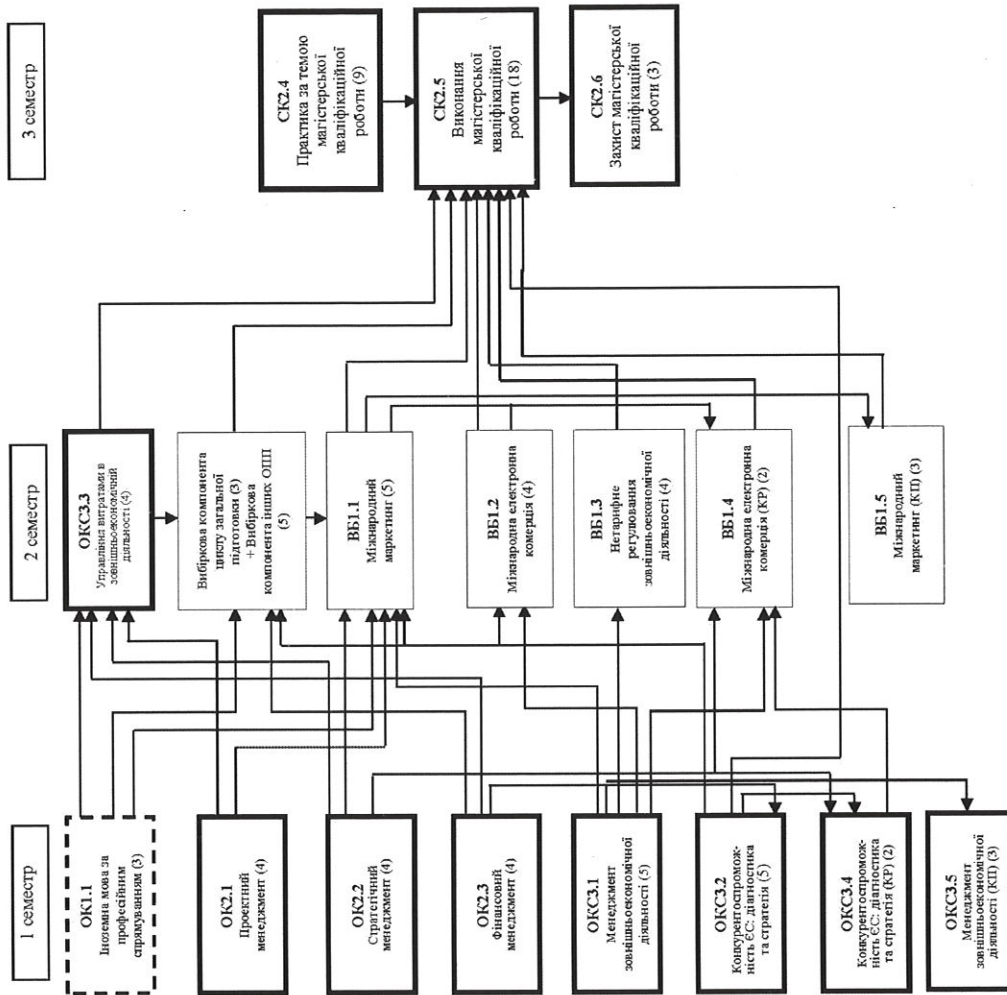 1 семестр
ОК1.1
Іноземна мова за
професійним
спрямуванням (3)
ОК2.1
Проектний
менеджмент (4)
ОК2.2
Стратегічний
менеджмент (4)
ОК2.3
Фінансовий
менеджмент (4)
ОКС3.1
Менеджмент
зовнішньоекономічної
діяльності (5)
ОКС3.2
Конкурентоспромож-
ність ЄС: діагностика
та стратегія (5)
ОКС3.4
Конкурентоспромож-
ність ЄС: діагностика
та стратегія (КР) (2)
ОКС3.5
Менеджмент
зовнішньоекономічної
діяльності (КП) (3)
2 семестр
ОКС3.3
Управління витратами в
зовнішньоекономічній
діяльності (4)
Вибіркова компонента
циклу загальної
підготовки (3)
+ Вибіркова
компонента інших ОПП
(5)
ВБ1.1
Міжнародний
маркетинг (5)
ВБ1.2
Міжнародна електронна
комерція (4)
ВБ1.3
Нетарифне
регулювання
зовнішньоекономічної
діяльності (4)
ВБ1.4
Міжнародна електронна
комерція (КР) (2)
ВБ1.5
Міжнародний
маркетинг (КП) (3)
3 семестр
СК2.4
Практика за темою
магістерської
кваліфікаційної
роботи (9)
СК2.5
Виконання
магістерської
кваліфікаційної
роботи (18)
СК2.6
Захист магістерської
кваліфікаційної
роботи (3)